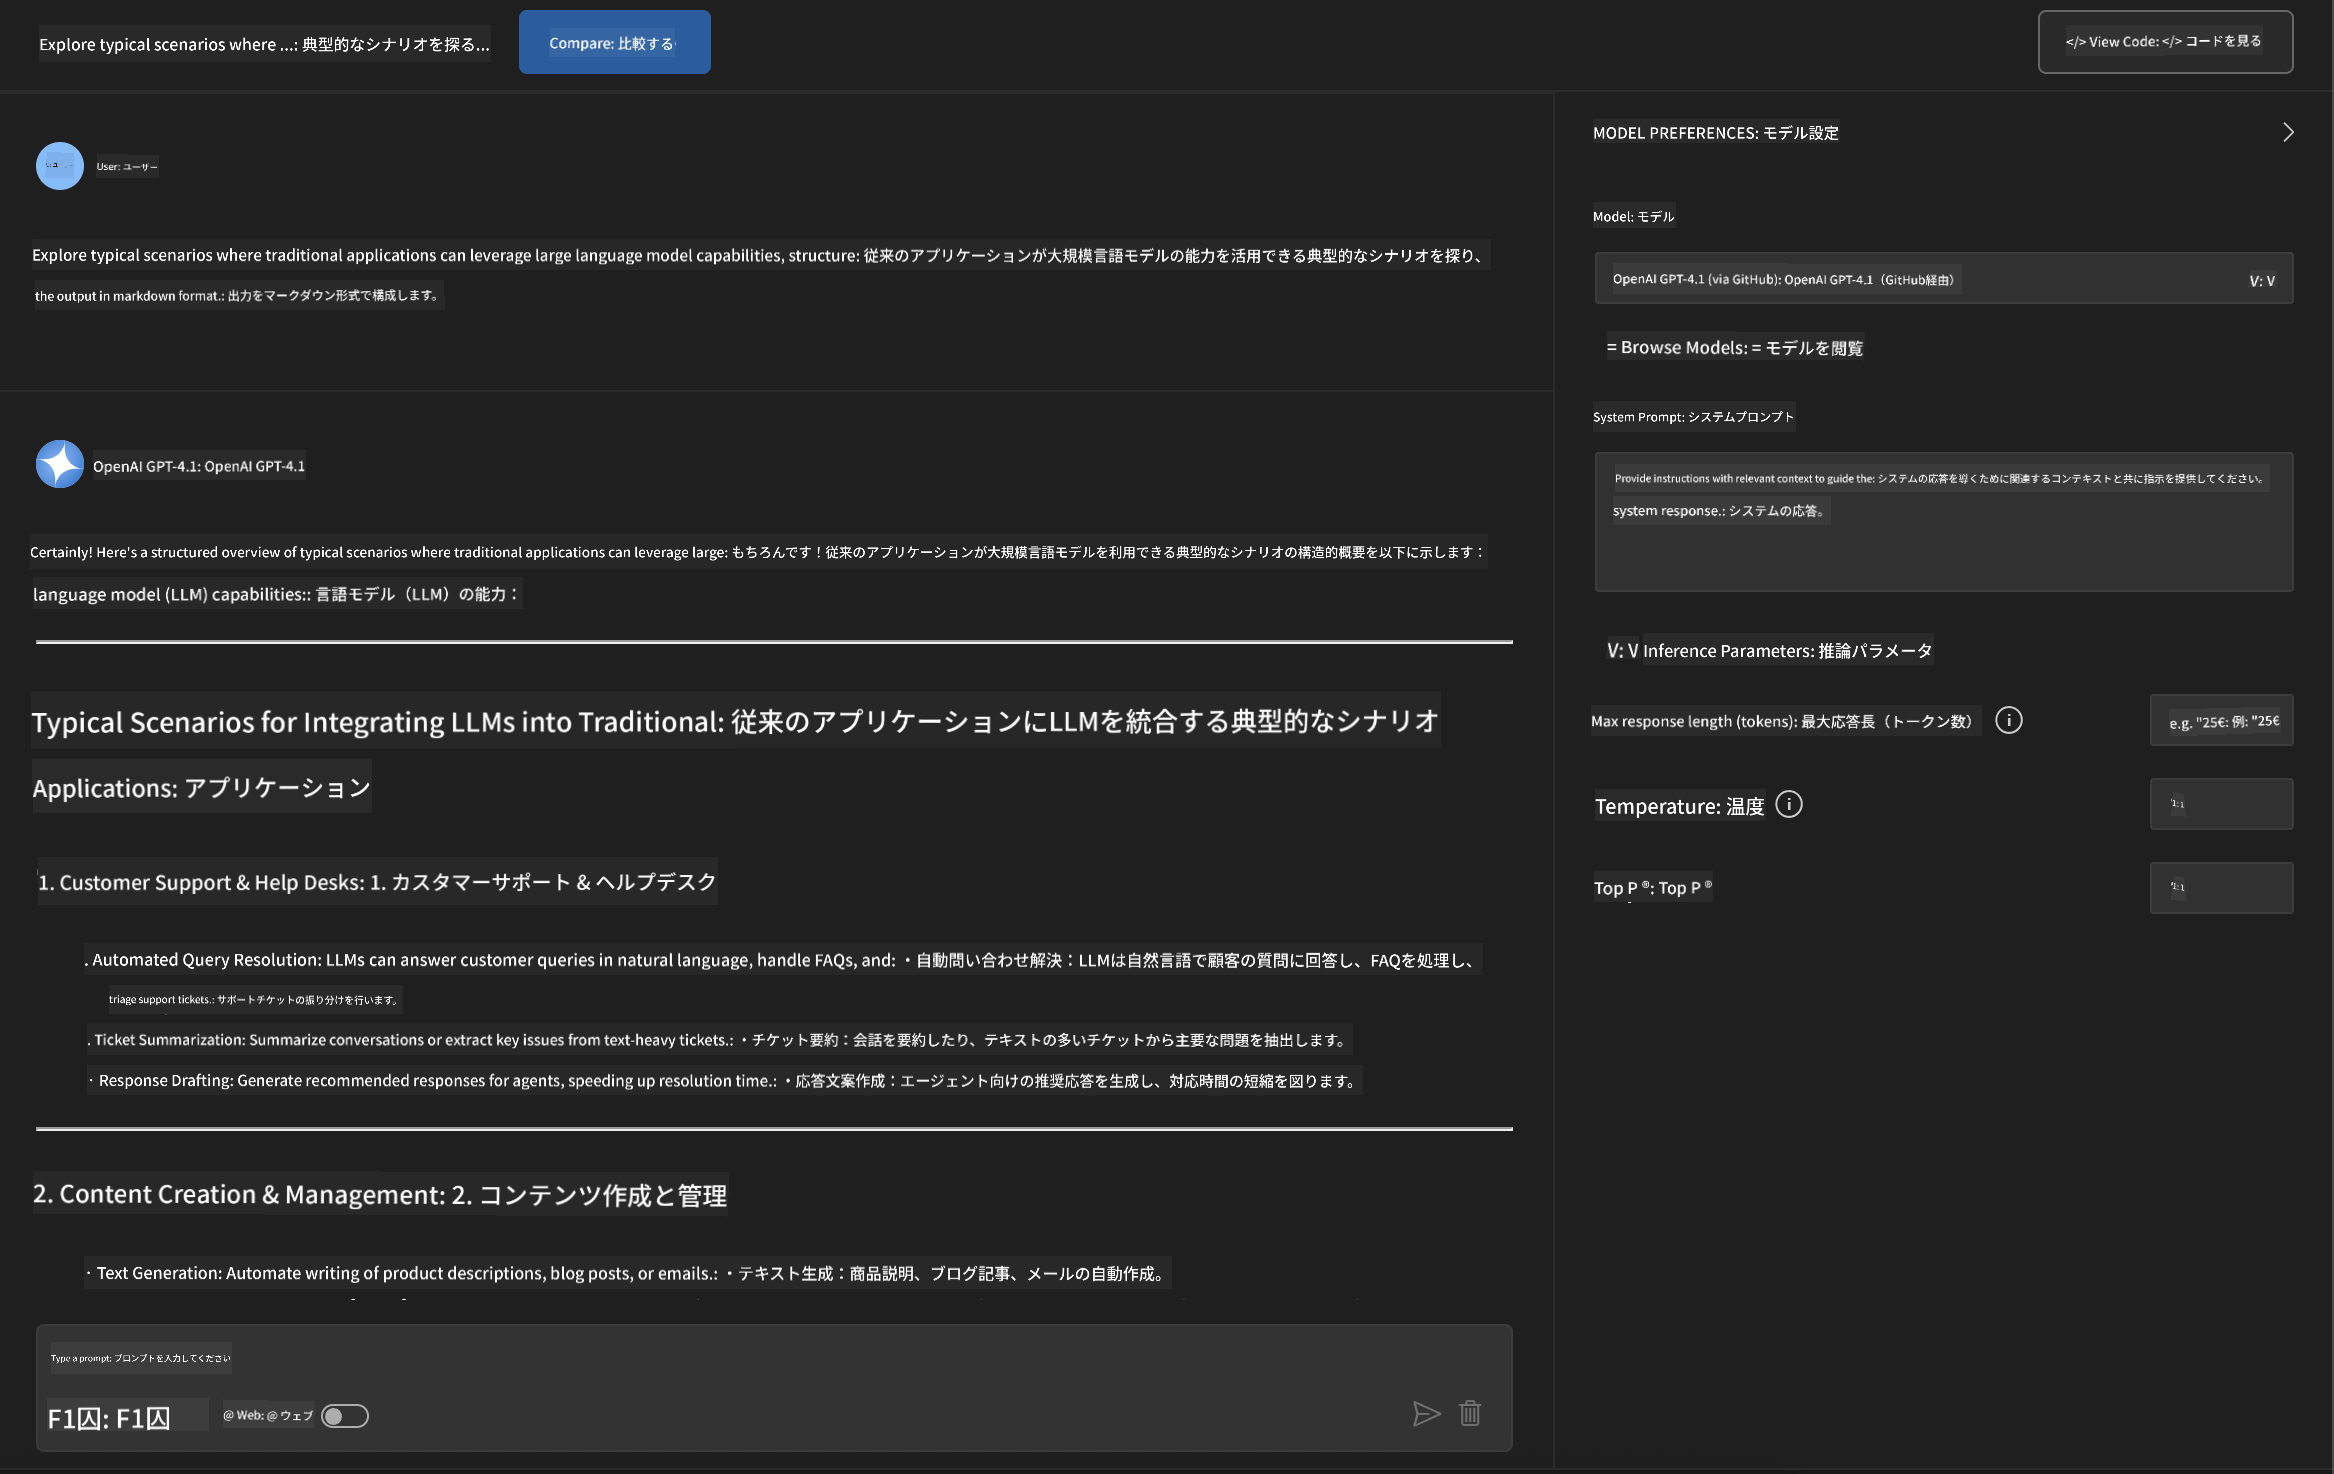 Explore typical scenarios where ...: 典型的なシナリオを探る...
Compare: 比較する
</> View Code: </> コードを見る
User: ユーザー
Explore typical scenarios where traditional applications can leverage large language model capabilities, structure: 従来のアプリケーションが大規模言語モデルの能力を活用できる典型的なシナリオを探り、
the output in markdown format.: 出力をマークダウン形式で構成します。
OpenAI GPT-4.1: OpenAI GPT-4.1
Certainly! Here's a structured overview of typical scenarios where traditional applications can leverage large: もちろんです！従来のアプリケーションが大規模言語モデルを利用できる典型的なシナリオの構造的概要を以下に示します：
language model (LLM) capabilities:: 言語モデル（LLM）の能力：
Typical Scenarios for Integrating LLMs into Traditional: 従来のアプリケーションにLLMを統合する典型的なシナリオ
Applications: アプリケーション
1. Customer Support & Help Desks: 1. カスタマーサポート & ヘルプデスク
. Automated Query Resolution: LLMs can answer customer queries in natural language, handle FAQs, and: ・自動問い合わせ解決：LLMは自然言語で顧客の質問に回答し、FAQを処理し、
triage support tickets.: サポートチケットの振り分けを行います。
. Ticket Summarization: Summarize conversations or extract key issues from text-heavy tickets.: ・チケット要約：会話を要約したり、テキストの多いチケットから主要な問題を抽出します。
· Response Drafting: Generate recommended responses for agents, speeding up resolution time.: ・応答文案作成：エージェント向けの推奨応答を生成し、対応時間の短縮を図ります。
2. Content Creation & Management: 2. コンテンツ作成と管理
· Text Generation: Automate writing of product descriptions, blog posts, or emails.: ・テキスト生成：商品説明、ブログ記事、メールの自動作成。
Type a prompt: プロンプトを入力してください
F1囚: F1囚
@ Web: @ ウェブ
MODEL PREFERENCES: モデル設定
Model: モデル
OpenAI GPT-4.1 (via GitHub): OpenAI GPT-4.1（GitHub経由）
V: V
= Browse Models: = モデルを閲覧
System Prompt: システムプロンプト
Provide instructions with relevant context to guide the: システムの応答を導くために関連するコンテキストと共に指示を提供してください。
system response.: システムの応答。
V: V Inference Parameters: 推論パラメータ
Max response length (tokens): 最大応答長（トークン数）
e.g. "25€: 例: "25€
Temperature: 温度
1: 1
Top P ®: Top P ®
1: 1